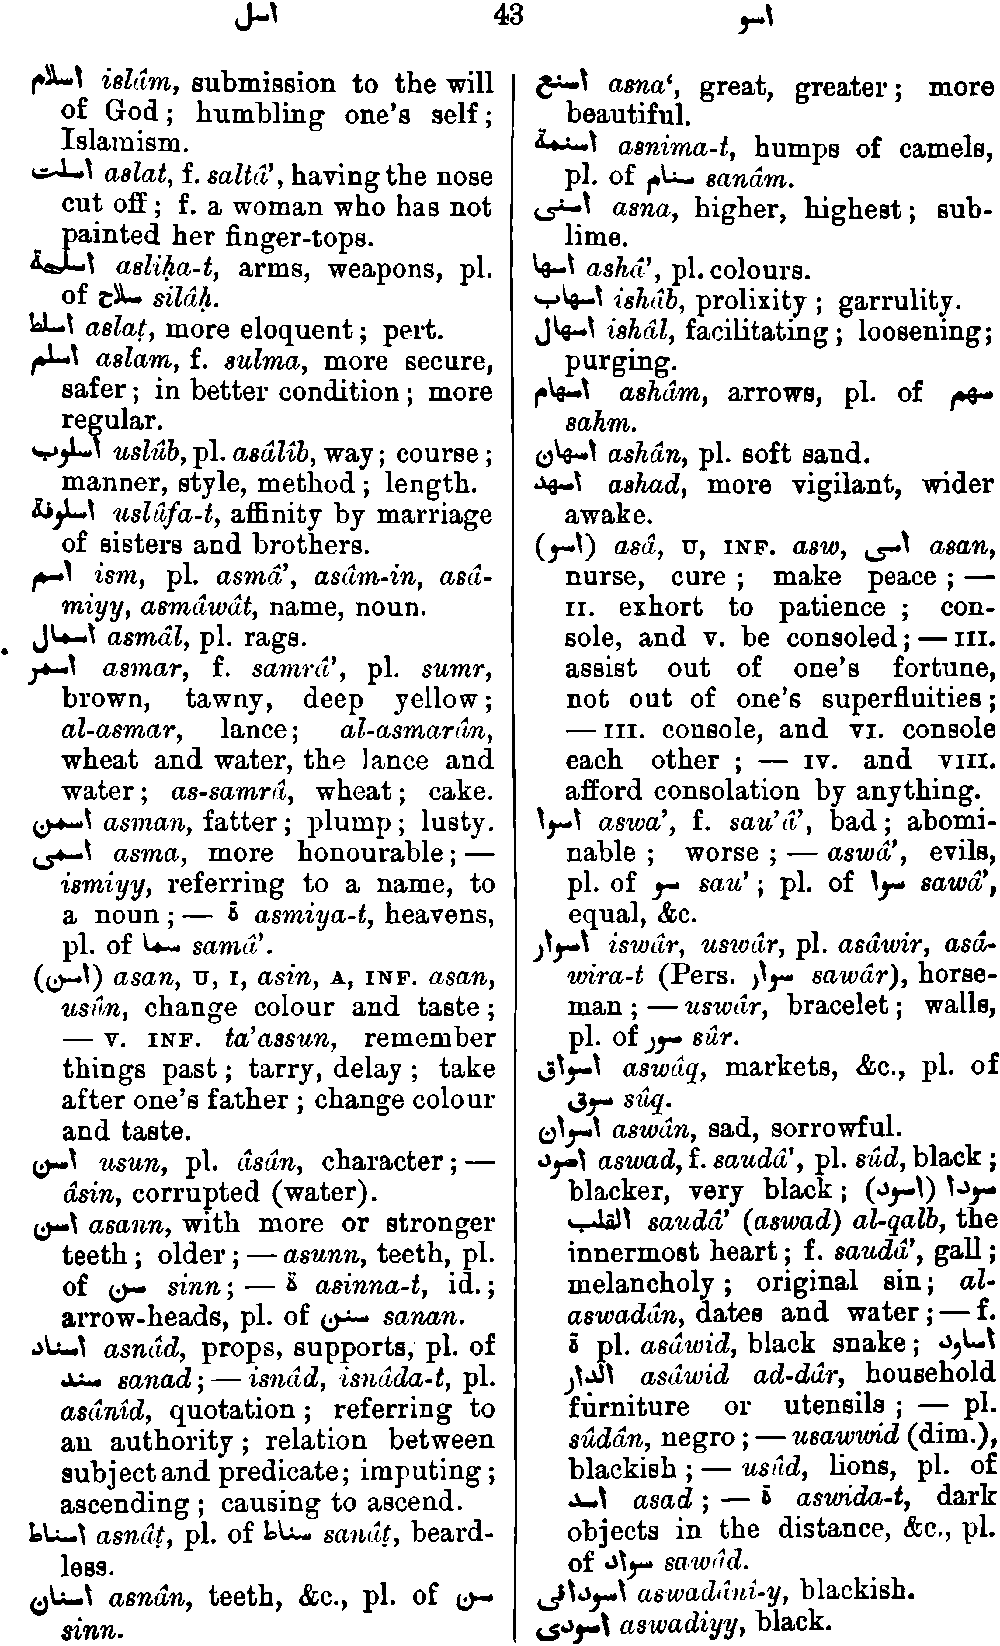 اسل 43 اسو
اسلام islâm, submission to the will
of God; humbling one's self;
Islamism.
اسلت aslat, f. saltâ', having the nose
cut off; f. a woman who has not
painted her finger-tops.
اسلحة asliḥa-t, arms, weapons, pl.
of سلاح silâḥ.
اسلط aslaṭ, more eloquent; pert.
اسلم aslam, f. sulma, more secure,
safer; in better condition; more
regular.
اسلوب uslûb, pl. asâlîb, way; course;
manner, style, method; length.
اسلوفة uslûfa-t, affinity by marriage
of sisters and brothers.
اسم ism, pl. asmâ', asâm-in, asâ-
miyy, asmâwât, name, noun.
اسمال asmâl, pl. rags.
اسمر asmar, f. samrâ', pl. sumr,
brown, tawny, deep yellow;
al-asmar, lance; al-asmarân,
wheat and water, the lance and
water; as-samrâ, wheat; cake.
اسمن asman, fatter; plump; lusty.
اسمى asma, more honourable; —
ismiyy, referring to a name, to
a noun; — ة asmiya-t, heavens,
pl. of سما samâ'.
(اسن) asan, U, I, asin, A, INF. asan,
usûn, change colour and taste;
— V. INF. ta'assun, remember
things past; tarry, delay; take
after one's father; change colour
and taste.
اسن usun, pl. âsân, character; —
âsin, corrupted (water).
اسن asann, with more or stronger
teeth; older; — asunn, teeth, pl.
of سن sinn; — ة asinna-t, id.;
arrow-heads, pl. of سنن sanan.
اسناد asnâd, props, supports, pl. of
سند sanad; — isnâd, isnâda-t, pl.
asânîd, quotation; referring to
an authority; relation between
subject and predicate; imputing;
ascending; causing to ascend.
اسناط asnâṭ, pl. of سناط sanâṭ, beard-
less.
اسنان asnân, teeth, &c., pl. of سن
sinn.
اسنع asna‘, great, greater; more
beautiful.
اسنمة asnima-t, humps of camels,
pl. of سنام sanâm.
اسنى asna, higher, highest; sub-
lime.
اسها ashâ', pl. colours.
اسهاب ishâb, prolixity; garrulity.
اسهال ishâl, facilitating; loosening;
purging.
اسهام ashâm, arrows, pl. of سهم
sahm.
اسهان ashân, pl. soft sand.
اسهد ashad, more vigilant, wider
awake.
(اسو) asâ, U, INF. asw, اسى asan,
nurse, cure; make peace; —
II. exhort to patience; con-
sole, and V. be consoled; — III.
assist out of one's fortune,
not out of one's superfluities;
— III. console, and VI. console
each other; — IV. and VIII.
afford consolation by anything.
اسوا aswa', f. sau'â', bad; abomi-
nable; worse; — aswâ', evils,
pl. of سو sau'; pl. of سوا sawâ',
equal, &c.
اسوار iswâr, uswâr, pl. asâwir, asâ-
wira-t (Pers. سوار sawâr), horse-
man; — uswâr, bracelet; walls,
pl. of سور sûr.
اسواق aswâq, markets, &c., pl. of
سوق sûq.
اسوان aswân, sad, sorrowful.
اسود aswad, f. saudâ', pl. sûd, black;
blacker, very black; (اسود) سودا
القلب saudâ' (aswad) al-qalb, the
innermost heart; f. saudâ', gall;
melancholy; original sin; al-
aswadân, dates and water; — f.
ة pl. asâwid, black snake; اساود
الدار asâwid ad-dâr, household
furniture or utensils; — pl.
sûdân, negro; — usawwid (dim.),
blackish; — usûd, lions, pl. of
اسد asad; — ة aswida-t, dark
objects in the distance, &c., pl.
of سواد sawâd.
اسودانى aswadânî-y, blackish.
اسودى aswadiyy, black.